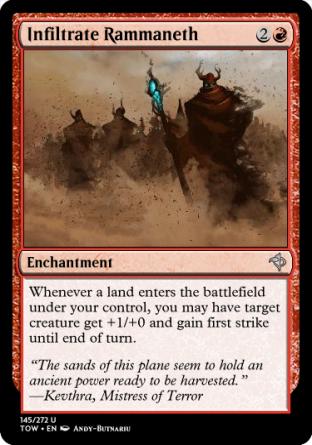 Infiltrate Rammaneth 2
Enchantment
Whenever a land enters the battlefield
under your control, you may have target
creature get +1/+0 and gain first strike
until end of turn.
“The sands of this plane seem to hold an
ancient power ready to be harvested.”
—Kevthra, Mistress of Terror
145/272 U
TOW • EN Andy-Butnariu